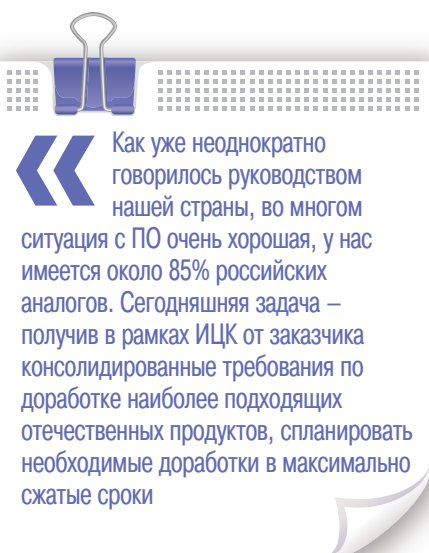 « Как уже неоднократно
говорилось руководством
нашей страны, во многом
ситуация с ПО очень хорошая, у нас
имеется около 85% российских
аналогов. Сегодняшняя задача –
получив в рамках ИЦК от заказчика
консолидированные требования по
доработке наиболее подходящих
отечественных продуктов, спланировать
необходимые доработки в максимально
сжатые сроки